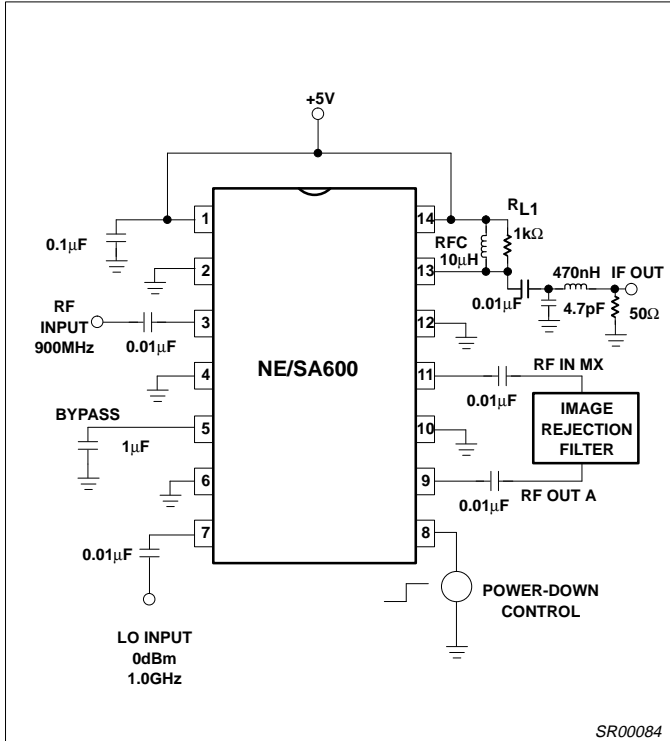 +5V
1
14
RL1
1kΩ
RFC
10μH
0.1μF
2
13
470nH
IF OUT
0.01μF
4.7pF
50Ω
RF
INPUT
900MHz
3
0.01μF
12
NE/SA600
4
11
RF IN MX
0.01μF
IMAGE
REJECTION
FILTER
BYPASS
5
1μF
10
6
9
0.01μF
RF OUT A
7
0.01μF
8
POWER-DOWN
CONTROL
LO INPUT
0dBm
1.0GHz
SR00084